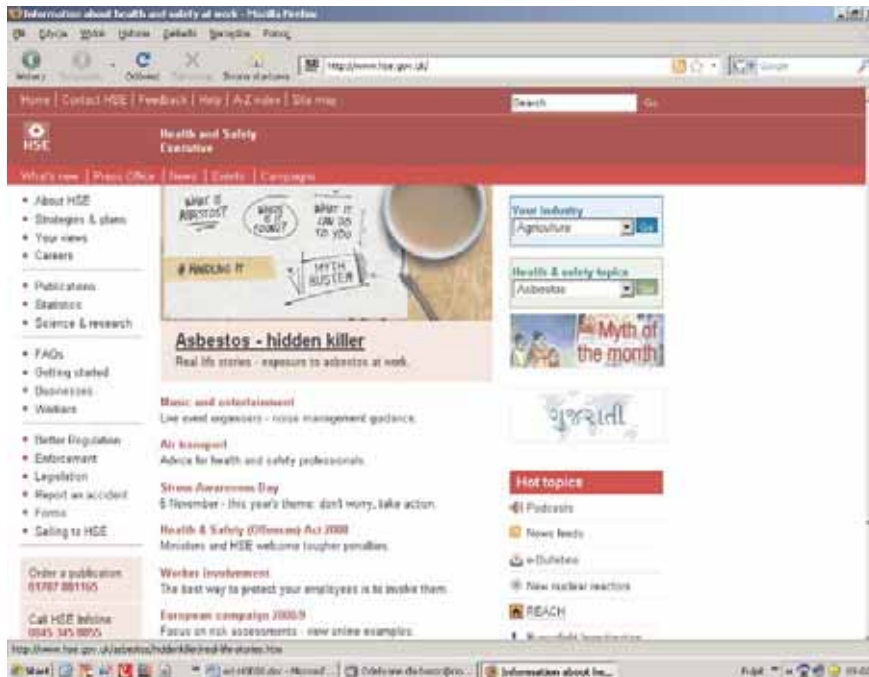 Information about health and safety at work - Mozilla Firefox
http://www.hse.gov.uk/
Home | Contact HSE | Feedback | Help | A-Z index | Site map
Search
Go
HSE
Health and Safety
Executive
What's new | Press Office | News | Events | Campaigns
About HSE
Strategies & plans
Your views
Careers
Publications
Statistics
Science & research
FAQs
Getting started
Businesses
Workers
Better Regulation
Enforcement
Legislation
Report an accident
Forms
Selling to HSE
Order a publication
01787 881165
Call HSE Infoline
0845 345 0055
WHAT IS
ASBESTOS?
WHERE
IS IT
FOUND?
WHAT IT
CAN DO
TO YOU
# HANDLING IT
MYTH
BUSTER
Asbestos - hidden killer
Real life stories - exposure to asbestos at work.
Music and entertainment
Live event organisers - noise management guidance.
Air transport
Advice for health and safety professionals.
Stress Awareness Day
5 November - this year's theme: don't worry, take action.
Health & Safety (Offences) Act 2008
Ministers and HSE welcome tougher penalties.
Worker involvement
The best way to protect your employees is to involve them.
European campaign 2008/9
Focus on risk assessments - view online examples.
Your Industry
Agriculture
Go
Health & safety topics
Asbestos
Myth of
the month
ગુજરાતી
Hot topics
Podcasts
News feeds
e-Bulletins
New nuclear reactors
REACH
http://www.hse.gov.uk/asbestos/hiddenkiller/real-life-stories.htm
Start
Information about he...